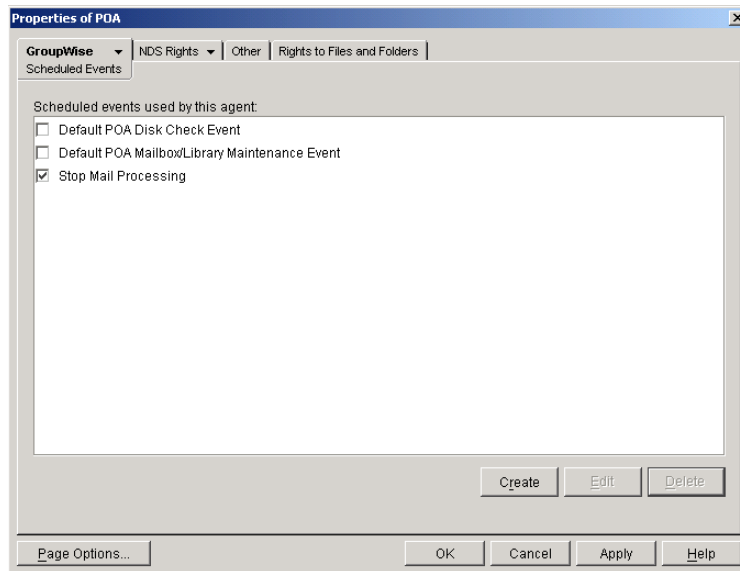 Properties of POA
GroupWise NDS Rights Other Rights to Files and Folders
Scheduled Events
Scheduled events used by this agent:
Default POA Disk Check Event
Default POA Mailbox/Library Maintenance Event
Stop Mail Processing
Create Edit Delete
Page Options... OK Cancel Apply Help